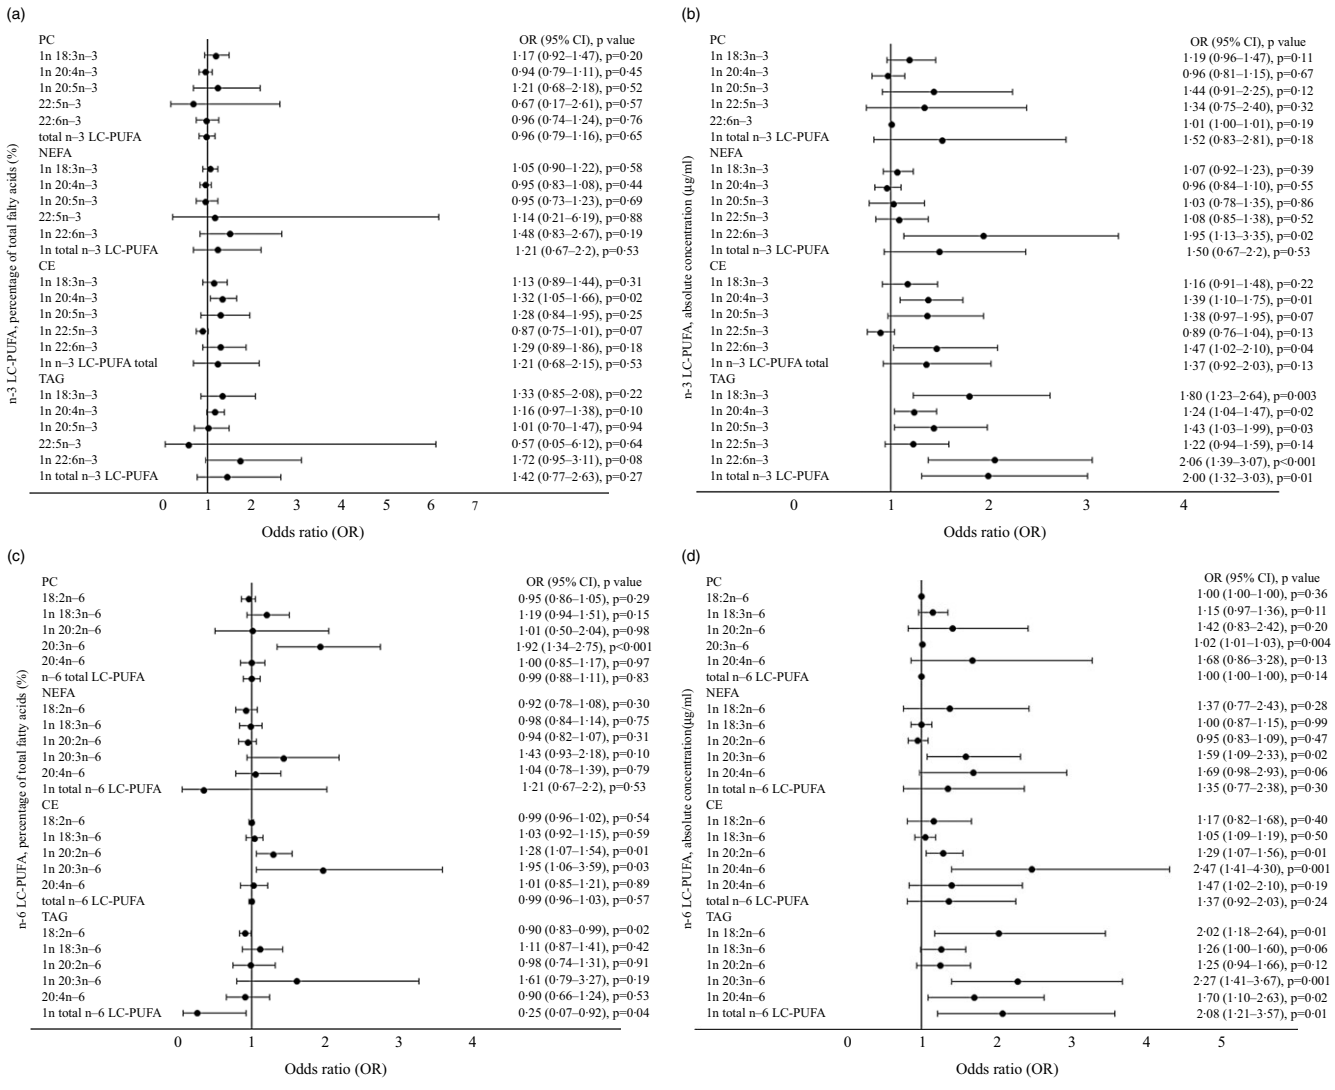 (a)
n-3 LC-PUFA, percentage of total falty acids (%)
PC OR (95% CI), p value
1n 18:3n–3 1·17 (0·92–1·47), p=0·20
1n 20:4n–3 0·94 (0·79–1·11), p=0·45
1n 20:5n–3 1·21 (0·68–2·18), p=0·52
22:5n–3 0·67 (0·17–2·61), p=0·57
22:6n–3 0·96 (0·74–1·24), p=0·76
total n–3 LC-PUFA 0·96 (0·79–1·16), p=0·65
NEFA
1n 18:3n–3 1·05 (0·90–1·22), p=0·58
1n 20:4n–3 0·95 (0·83–1·08), p=0·44
1n 20:5n–3 0·95 (0·73–1·23), p=0·69
22:5n–3 1·14 (0·21–6·19), p=0·88
1n 22:6n–3 1·48 (0·83–2·67), p=0·19
1n total n–3 LC-PUFA 1·21 (0·67–2·2), p=0·53
CE
1n 18:3n–3 1·13 (0·89–1·44), p=0·31
1n 20:4n–3 1·32 (1·05–1·66), p=0·02
1n 20:5n–3 1·28 (0·84–1·95), p=0·25
1n 22:5n–3 0·87 (0·75–1·01), p=0·07
1n 22:6n–3 1·29 (0·89–1·86), p=0·18
1n n–3 LC-PUFA total 1·21 (0·68–2·15), p=0·53
TAG
1n 18:3n–3 1·33 (0·85–2·08), p=0·22
1n 20:4n–3 1·16 (0·97–1·38), p=0·10
1n 20:5n–3 1·01 (0·70–1·47), p=0·94
22:5n–3 0·57 (0·05–6·12), p=0·64
1n 22:6n–3 1·72 (0·95–3·11), p=0·08
1n total n–3 LC-PUFA 1·42 (0·77–2·63), p=0·27
0 1 2 3 4 5 6 7
Odds ratio (OR)
(b)
n-3 LC-PUFA, absolute concentration (µg/ml)
PC OR (95% CI), p value
1n 18:3n–3 1·19 (0·96–1·47), p=0·11
1n 20:4n–3 0·96 (0·81–1·15), p=0·67
1n 20:5n–3 1·44 (0·91–2·25), p=0·12
1n 22:5n–3 1·34 (0·75–2·40), p=0·32
22:6n–3 1·01 (1·00–1·01), p=0·19
1n total n–3 LC-PUFA 1·52 (0·83–2·81), p=0·18
NEFA
1n 18:3n–3 1·07 (0·92–1·23), p=0·39
1n 20:4n–3 0·96 (0·84–1·10), p=0·55
1n 20:5n–3 1·03 (0·78–1·35), p=0·86
1n 22:5n–3 1·08 (0·85–1·38), p=0·52
1n 22:6n–3 1·95 (1·13–3·35), p=0·02
1n total n–3 LC-PUFA 1·50 (0·67–2·2), p=0·53
CE
1n 18:3n–3 1·16 (0·91–1·48), p=0·22
1n 20:4n–3 1·39 (1·10–1·75), p=0·01
1n 20:5n–3 1·38 (0·97–1·95), p=0·07
1n 22:5n–3 0·89 (0·76–1·04), p=0·13
1n 22:6n–3 1·47 (1·02–2·10), p=0·04
1n n–3 LC-PUFA total 1·37 (0·92–2·03), p=0·13
TAG
1n 18:3n–3 1·80 (1·23–2·64), p=0·003
1n 20:4n–3 1·24 (1·04–1·47), p=0·02
1n 20:5n–3 1·43 (1·03–1·99), p=0·03
1n 22:5n–3 1·22 (0·94–1·59), p=0·14
1n 22:6n–3 2·06 (1·39–3·07), p<0·001
1n total n–3 LC-PUFA 2·00 (1·32–3·03), p=0·01
0 1 2 3 4
Odds ratio (OR)
(c)
n-6 LC-PUFA, percentage of total fatty acids (%)
PC OR (95% CI), p value
18:2n–6 0·95 (0·86–1·05), p=0·29
1n 18:3n–6 1·19 (0·94–1·51), p=0·15
1n 20:2n–6 1·01 (0·50–2·04), p=0·98
20:3n–6 1·92 (1·34–2·75), p<0·001
20:4n–6 1·00 (0·85–1·17), p=0·97
n–6 total LC-PUFA 0·99 (0·88–1·11), p=0·83
NEFA
18:2n–6 0·92 (0·78–1·08), p=0·30
1n 18:3n–6 0·98 (0·84–1·14), p=0·75
1n 20:2n–6 0·94 (0·82–1·07), p=0·31
1n 20:3n–6 1·43 (0·93–2·18), p=0·10
20:4n–6 1·04 (0·78–1·39), p=0·79
1n total n–6 LC-PUFA 1·21 (0·67–2·2), p=0·53
CE
18:2n–6 0·99 (0·96–1·02), p=0·54
1n 18:3n–6 1·03 (0·92–1·15), p=0·59
1n 20:2n–6 1·28 (1·07–1·54), p=0·01
1n 20:3n–6 1·95 (1·06–3·59), p=0·03
20:4n–6 1·01 (0·85–1·21), p=0·89
total n–6 LC-PUFA 0·99 (0·96–1·03), p=0·57
TAG
18:2n–6 0·90 (0·83–0·99), p=0·02
1n 18:3n–6 1·11 (0·87–1·41), p=0·42
1n 20:2n–6 0·98 (0·74–1·31), p=0·91
1n 20:3n–6 1·61 (0·79–3·27), p=0·19
20:4n–6 0·90 (0·66–1·24), p=0·53
1n total n–6 LC-PUFA 0·25 (0·07–0·92), p=0·04
0 1 2 3 4
Odds ratio (OR)
(d)
n-6 LC-PUFA, absolute concentration(µg/ml)
PC OR (95% CI), p value
18:2n–6 1·00 (1·00–1·00), p=0·36
1n 18:3n–6 1·15 (0·97–1·36), p=0·11
1n 20:2n–6 1·42 (0·83–2·42), p=0·20
20:3n–6 1·02 (1·01–1·03), p=0·004
1n 20:4n–6 1·68 (0·86–3·28), p=0·13
total n–6 LC-PUFA 1·00 (1·00–1·00), p=0·14
NEFA
1n 18:2n–6 1·37 (0·77–2·43), p=0·28
1n 18:3n–6 1·00 (0·87–1·15), p=0·99
1n 20:2n–6 0·95 (0·83–1·09), p=0·47
1n 20:3n–6 1·59 (1·09–2·33), p=0·02
1n 20:4n–6 1·69 (0·98–2·93), p=0·06
1n total n–6 LC-PUFA 1·35 (0·77–2·38), p=0·30
CE
1n 18:2n–6 1·17 (0·82–1·68), p=0·40
1n 18:3n–6 1·05 (1·09–1·19), p=0·50
1n 20:2n–6 1·29 (1·07–1·56), p=0·01
1n 20:4n–6 2·47 (1·41–4·30), p=0·001
1n 20:4n–6 1·47 (1·02–2·10), p=0·19
total n–6 LC-PUFA 1·37 (0·92–2·03), p=0·24
TAG
1n 18:2n–6 2·02 (1·18–2·64), p=0·01
1n 18:3n–6 1·26 (1·00–1·60), p=0·06
1n 20:2n–6 1·25 (0·94–1·66), p=0·12
1n 20:3n–6 2·27 (1·41–3·67), p=0·001
1n 20:4n–6 1·70 (1·10–2·63), p=0·02
1n total n–6 LC-PUFA 2·08 (1·21–3·57), p=0·01
0 1 2 3 4 5
Odds ratio (OR)